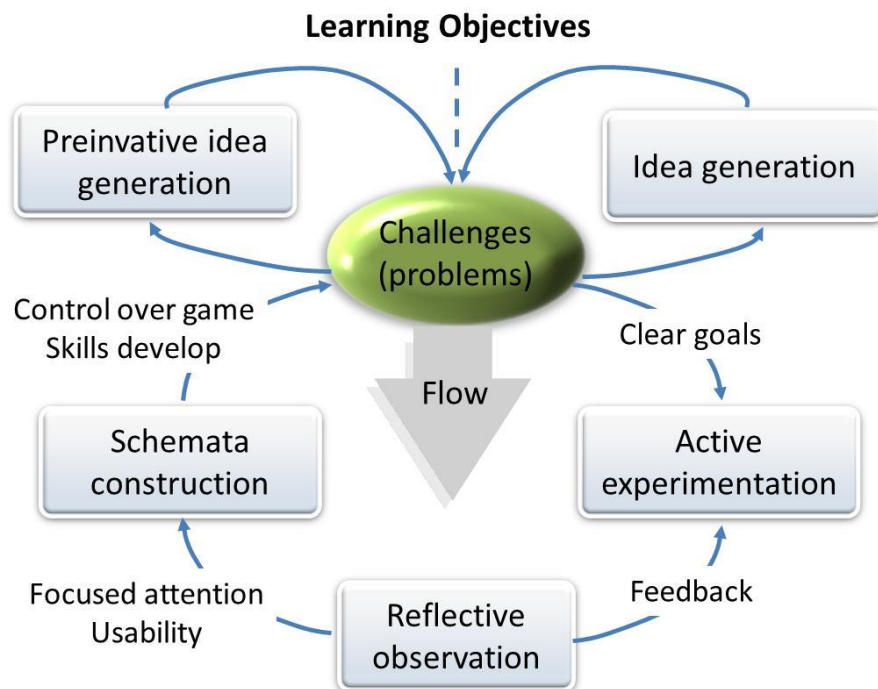 Learning Objectives
Preinvative idea
generation
Idea generation
Challenges
(problems)
Control over game
Skills develop
Clear goals
Flow
Schemata
construction
Active
experimentation
Focused attention
Usability
Feedback
Reflective
observation